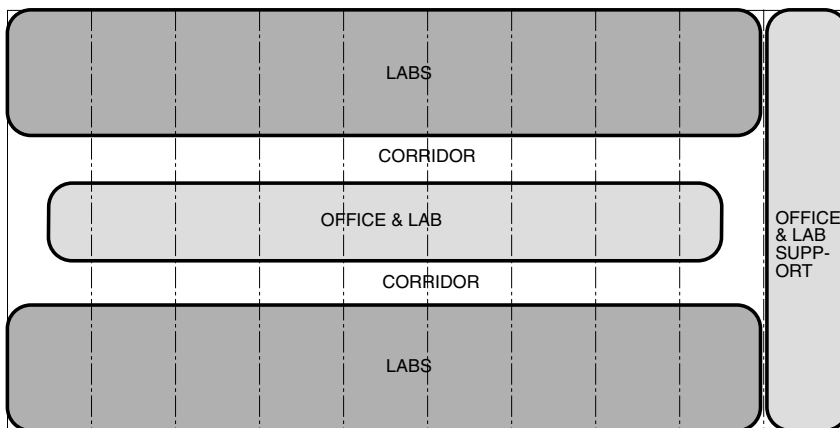 LABS
CORRIDOR
OFFICE & LAB
CORRIDOR
LABS
OFFICE
& LAB
SUPP-
ORT